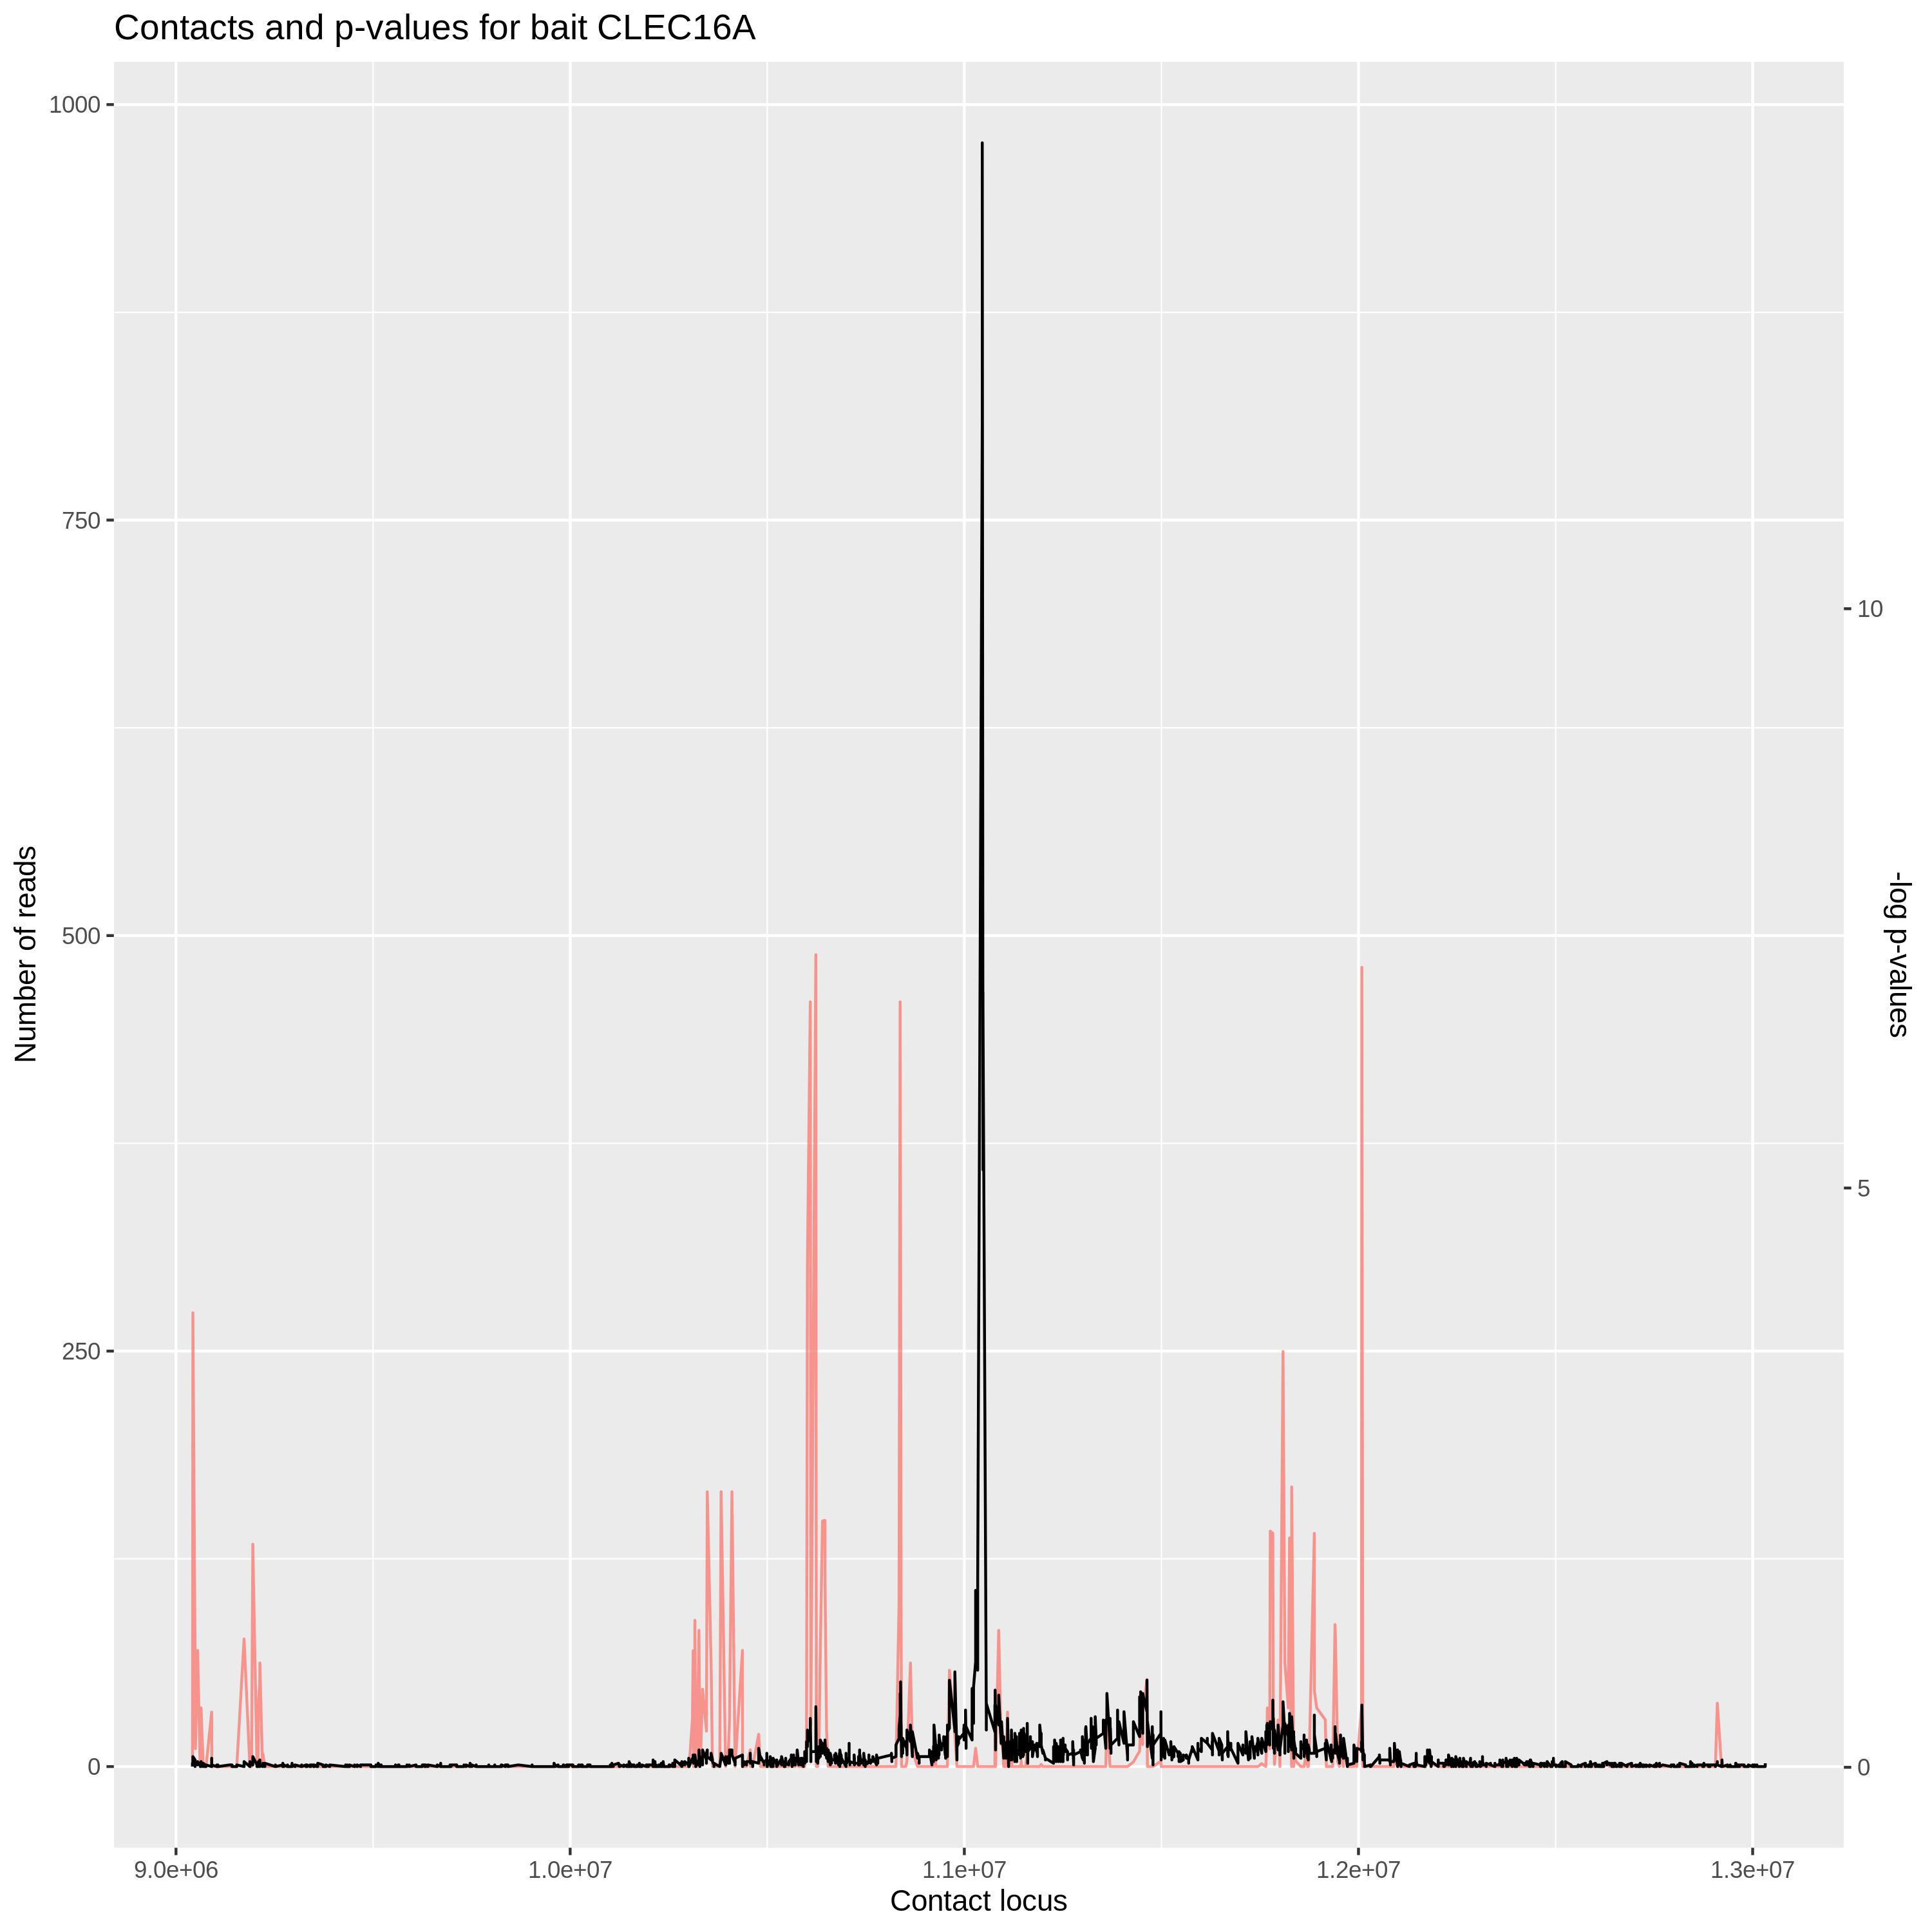 Contacts and p-values for bait CLEC16A
1000
750
500
250
0
Number of reads
10
5
0
-log p-values
9.0e+06
1.0e+07
1.1e+07
1.2e+07
1.3e+07
Contact locus